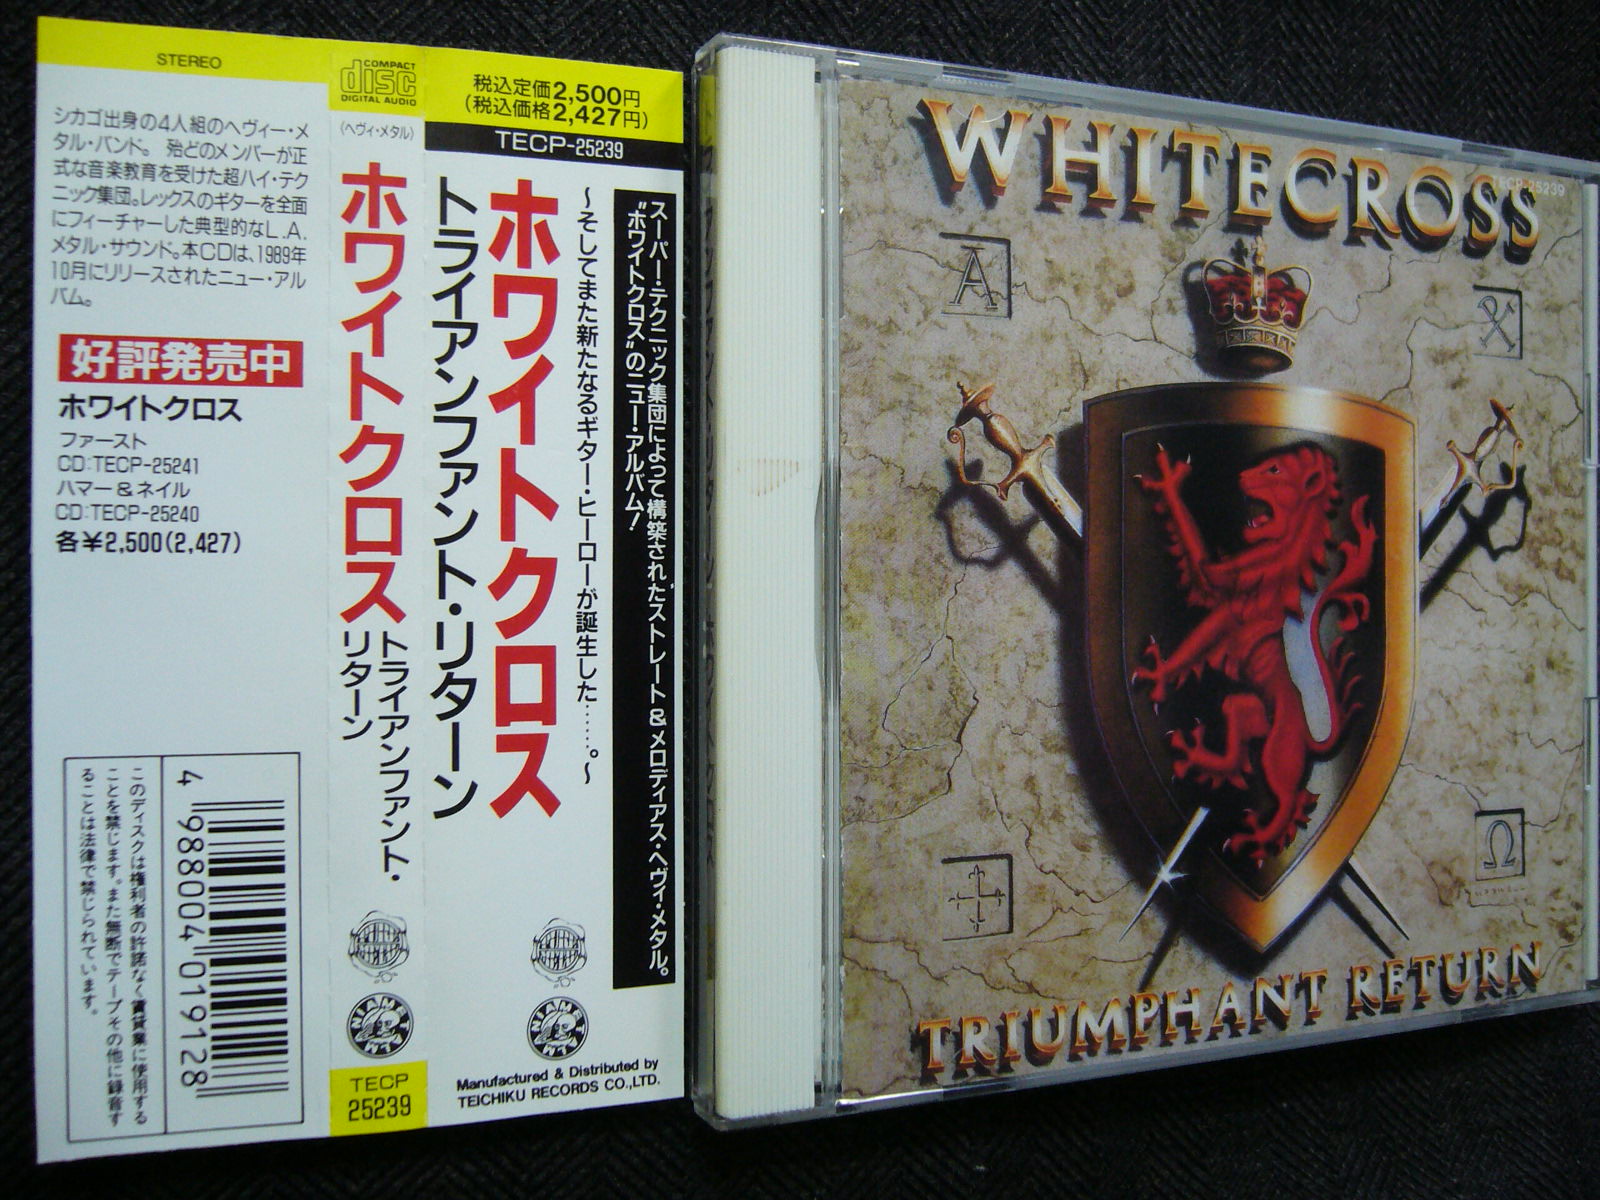 STEREO
シカゴ出身の4人組のヘヴィー・メ
タル・バンド。殆どのメンバーが正
式な音楽教育を受けた超ハイ・テク
ニック集団。レックスのギターを全面
にフィーチャーした典型的なL.A.
メタル・サウンド。本CDは、1989年
10月にリリースされたニュー・アル
バム。
好評発売中
ホワイトクロス
ファースト
CD:TECP-25241
ハマー&ネイル
CD:TECP-25240
各¥2,500(2,427)
4 988004 019128
このディスクは権利者の許諾なく賃貸業に使用する
ことを禁じます。また無断でテープその他に録音す
ることは法律で禁じられています。
COMPACT
disc
DIGITAL AUDIO
(ヘヴィ・メタル)
ホワイトクロス
トライアンファント・
リターン
NIAMET
TECP
25239
税込定価2,500円
(税込価格2,427円)
TECP-25239
スーパー・テクニック集団によって構築されたストレート&メロディアス・ヘヴィ・メタル。
“ホワイトクロス”のニュー・アルバム!
〜そしてまた新たなるギター・ヒーローが誕生した……。〜
ホワイトクロス
トライアンファント・リターン
NIAMET
Manufactured & Distributed by
TEICHIKU RECORDS CO.,LTD.
WHITECROSS
TECP-25239
A
Ω
TRIUMPHANT RETURN